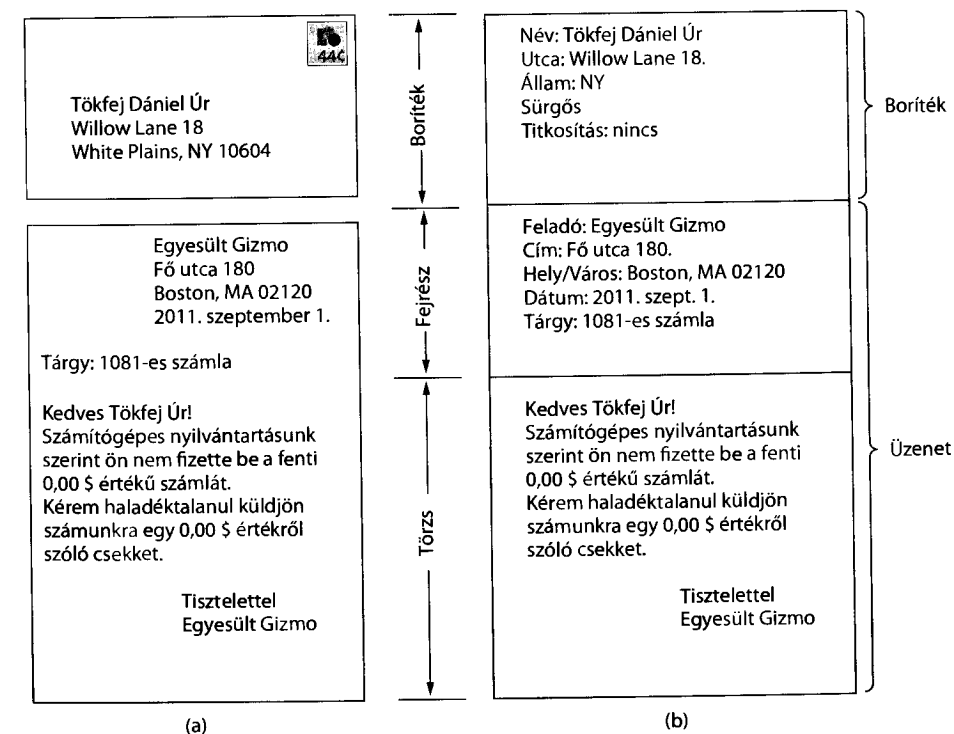 44c
Tökfej Dániel Úr
Willow Lane 18
White Plains, NY 10604
Egyesült Gizmo
Fő utca 180
Boston, MA 02120
2011. szeptember 1.
Tárgy: 1081-es számla
Kedves Tökfej Úr!
Számítógépes nyilvántartásunk
szerint ön nem fizette be a fenti
0,00 $ értékű számlát.
Kérem haladéktalanul küldjön
számunkra egy 0,00 $ értékről
szóló csekket.
Tisztelettel
Egyesült Gizmo
(a)
Boríték
Fejrész
Törzs
Név: Tökfej Dániel Úr
Utca: Willow Lane 18.
Állam: NY
Sürgős
Titkosítás: nincs
Feladó: Egyesült Gizmo
Cím: Fő utca 180.
Hely/Város: Boston, MA 02120
Dátum: 2011. szept. 1.
Tárgy: 1081-es számla
Kedves Tökfej Úr!
Számítógépes nyilvántartásunk
szerint ön nem fizette be a fenti
0,00 $ értékű számlát.
Kérem haladéktalanul küldjön
számunkra egy 0,00 $ értékről
szóló csekket.
Tisztelettel
Egyesült Gizmo
(b)
Boríték
Üzenet